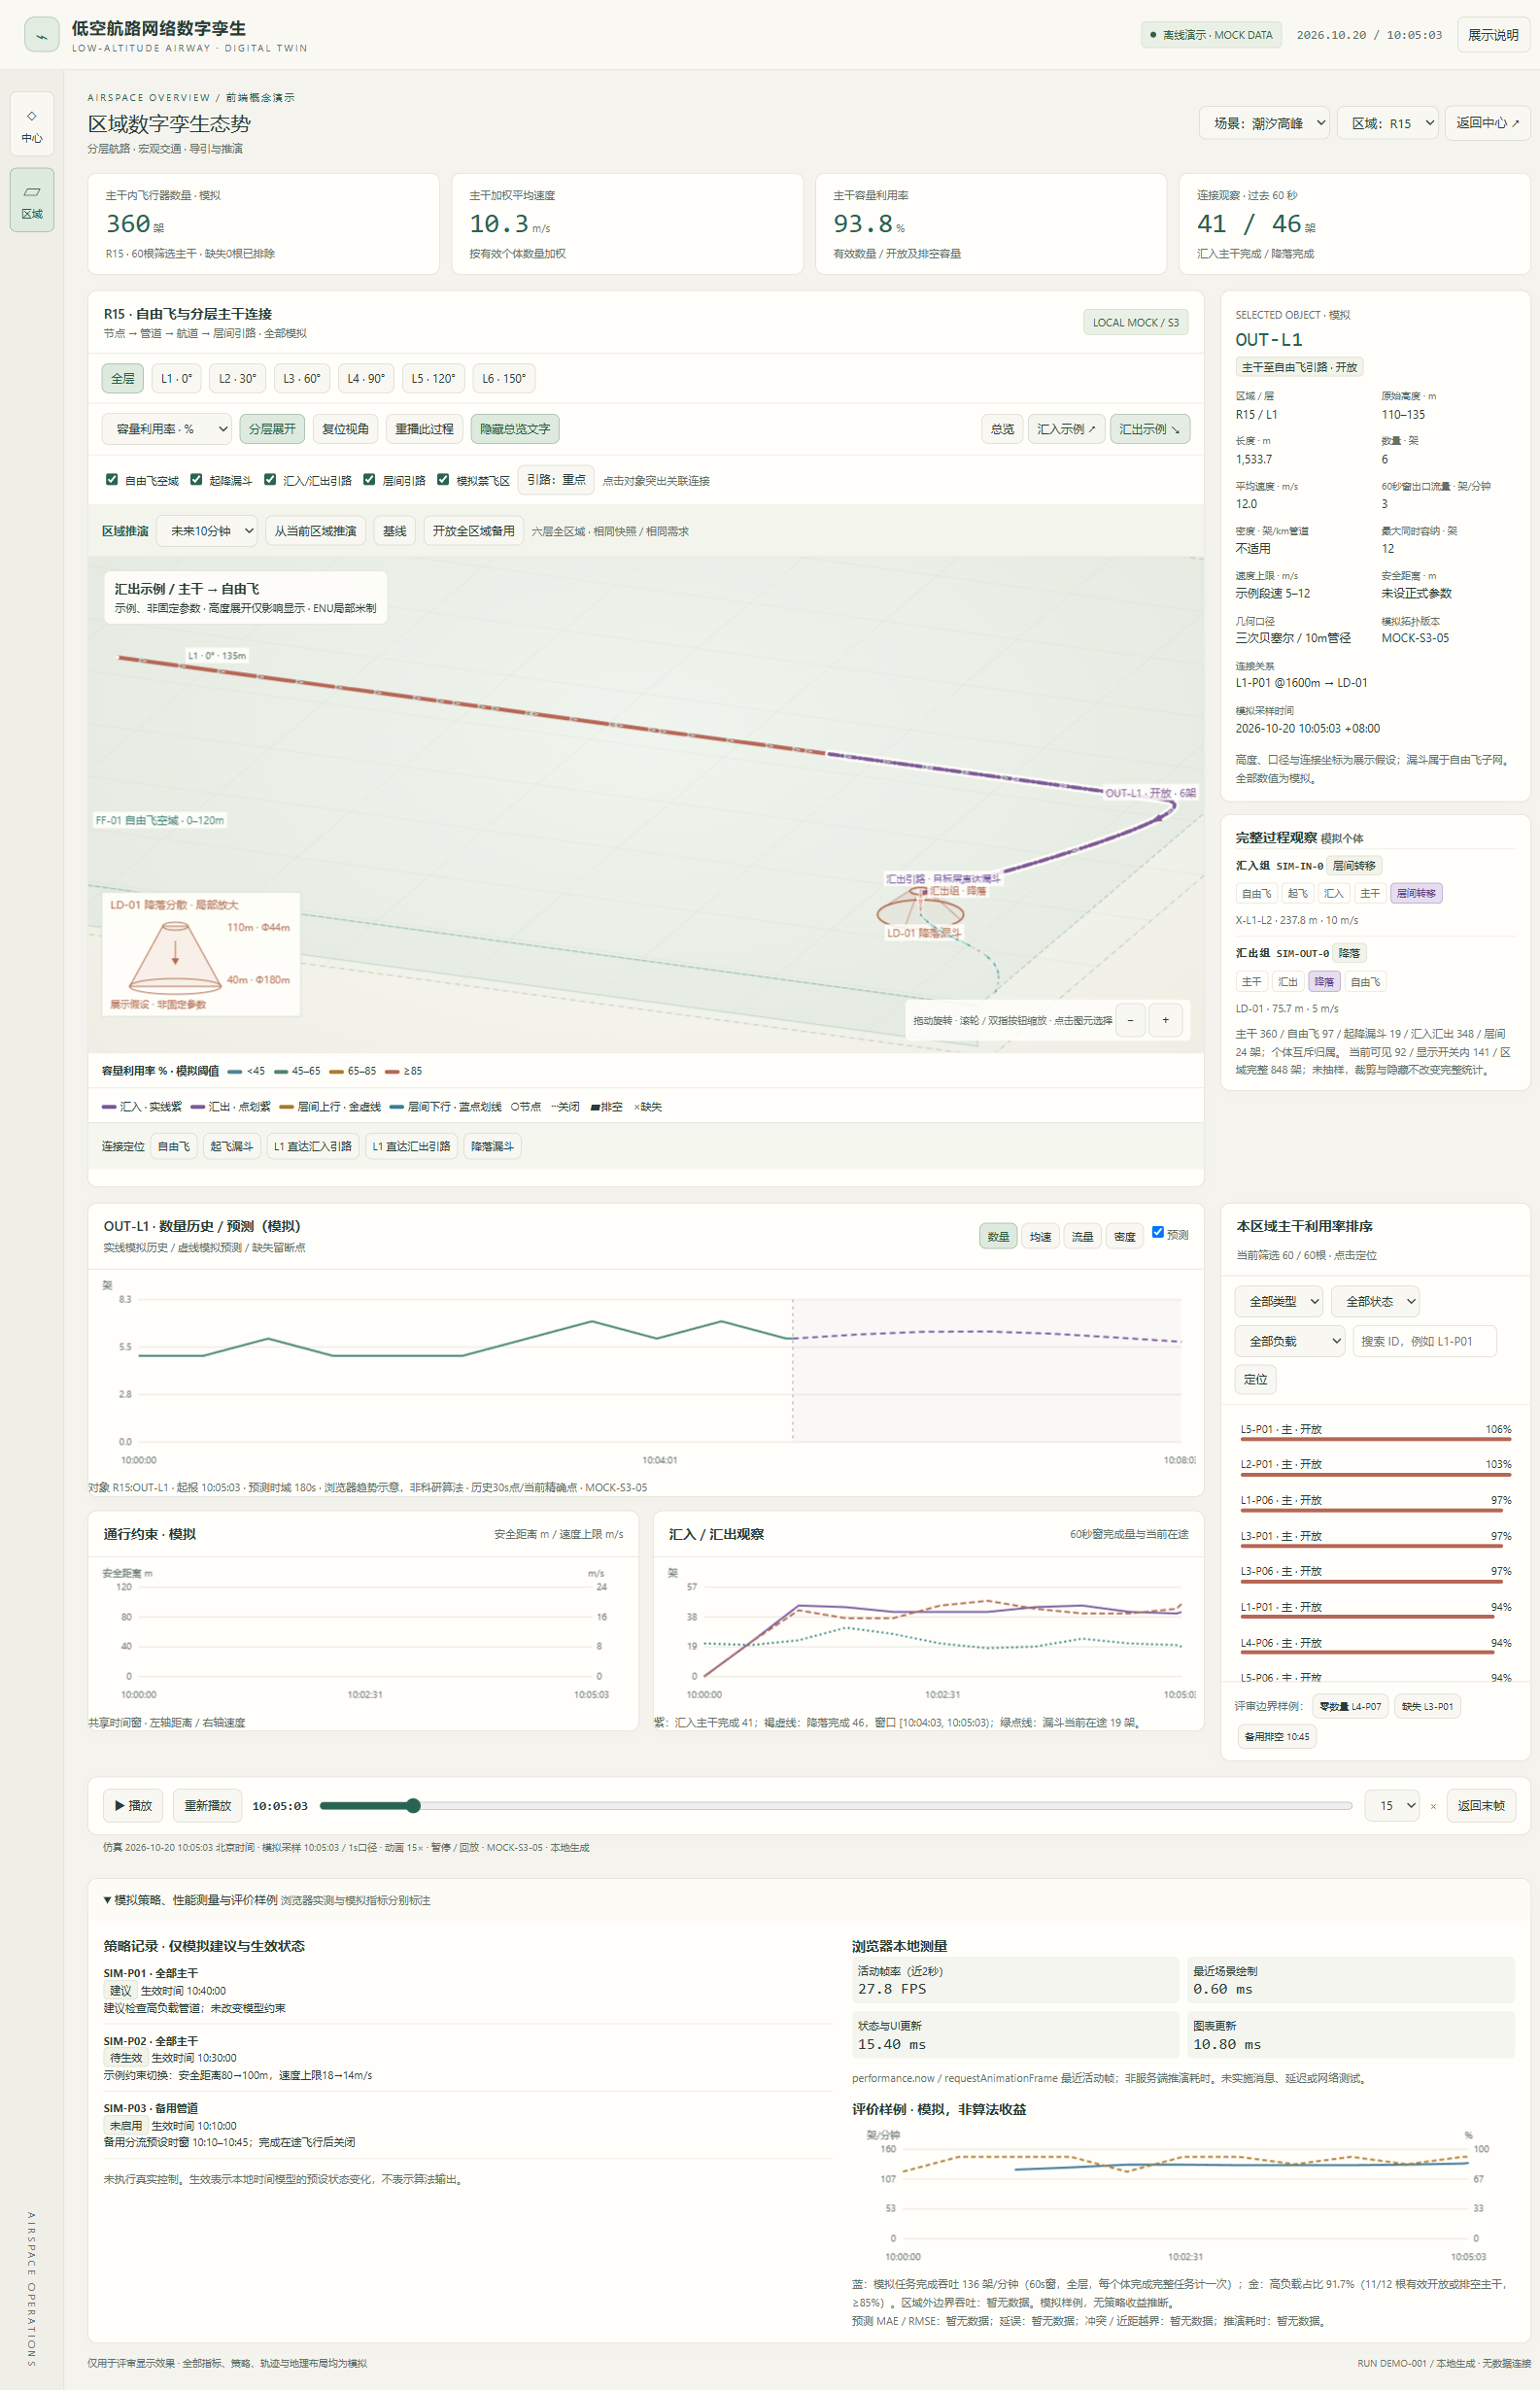 低空航路网络数字孪生
LOW-ALTITUDE AIRWAY · DIGITAL TWIN
离线演示 · MOCK DATA
2026.10.20 / 10:05:03
展示说明
中心
区域
AIRSPACE OVERVIEW / 前端概念演示
区域数字孪生态势
分层航路 · 宏观交通 · 导引与推演
场景：潮汐高峰
区域：R15
返回中心 ↗
主干内飞行器数量 · 模拟
360 架
R15 · 60根筛选主干 · 缺失0根已排除
主干加权平均速度
10.3 m/s
按有效个体数量加权
主干容量利用率
93.8 %
有效数量 / 开放及排空容量
连接观察 · 过去 60 秒
41 / 46 架
汇入主干完成 / 降落完成
R15 · 自由飞与分层主干连接
节点 → 管道 → 航道 → 层间引路 · 全部模拟
LOCAL MOCK / S3
全层
L1 · 0°
L2 · 30°
L3 · 60°
L4 · 90°
L5 · 120°
L6 · 150°
容量利用率 · %
分层展开
复位视角
重播此过程
隐藏总览文字
总览
汇入示例 ↗
汇出示例 ↘
自由飞空域
起降漏斗
汇入/汇出引路
层间引路
模拟禁飞区
引路：重点
点击对象突出关联连接
区域推演
未来10分钟
从当前区域推演
基线
开放全区域备用
六层全区域 · 相同快照 / 相同需求
汇出示例 / 主干 → 自由飞
示例、非固定参数 · 高度展开仅影响显示 · ENU局部米制
L1 · 0° · 135m
OUT-L1 · 开放 · 6架
FF-01 自由飞空域 · 0–120m
汇出引路 · 目标层直达漏斗
汇出组 · 降落
LD-01 降落漏斗
LD-01 降落分散 · 局部放大
110m · Φ44m
40m · Φ180m
展示假设 · 非固定参数
拖动旋转 · 滚轮 / 双指按钮缩放 · 点击图元选择
−
+
容量利用率 % · 模拟阈值
<45
45–65
65–85
≥85
汇入 · 实线紫
汇出 · 点划紫
层间上行 · 金虚线
层间下行 · 蓝点划线
○节点
┄关闭
▰排空
×缺失
连接定位
自由飞
起飞漏斗
L1 直达汇入引路
L1 直达汇出引路
降落漏斗
SELECTED OBJECT · 模拟
OUT-L1
主干至自由飞引路 · 开放
区域 / 层
原始高度 · m
R15 / L1
110–135
长度 · m
数量 · 架
1,533.7
6
平均速度 · m/s
60秒窗出口流量 · 架/分钟
12.0
3
密度 · 架/km管道
最大同时容纳 · 架
不适用
12
速度上限 · m/s
安全距离 · m
示例段速 5–12
未设正式参数
几何口径
模拟拓扑版本
三次贝塞尔 / 10m管径
MOCK-S3-05
连接关系
L1-P01 @1600m → LD-01
模拟采样时间
2026-10-20 10:05:03 +08:00
高度、口径与连接坐标为展示假设；漏斗属于自由飞子网。
全部数值为模拟。
完整过程观察 模拟个体
汇入组 SIM-IN-0 层间转移
自由飞
起飞
汇入
主干
层间转移
X-L1-L2 · 237.8 m · 10 m/s
汇出组 SIM-OUT-0 降落
主干
汇出
降落
自由飞
LD-01 · 75.7 m · 5 m/s
主干 360 / 自由飞 97 / 起降漏斗 19 / 汇入汇出 348 / 层间
24 架；个体互斥归属。 当前可见 92 / 显示开关内 141 / 区
域完整 848 架；未抽样，裁剪与隐藏不改变完整统计。
OUT-L1 · 数量历史 / 预测（模拟）
实线模拟历史 / 虚线模拟预测 / 缺失留断点
数量
均速
流量
密度
预测
架
8.3
5.5
2.8
0.0
10:00:00
10:04:01
10:08:0
对象 R15:OUT-L1 · 起报 10:05:03 · 预测时域 180s · 浏览器趋势示意，非科研算法 · 历史30s点/当前精确点 · MOCK-S3-05
通行约束 · 模拟
安全距离 m / 速度上限 m/s
安全距离 m
m/s
120
24
80
16
40
8
0
0
10:00:00
10:02:31
10:05:03
共享时间窗 · 左轴距离 / 右轴速度
汇入 / 汇出观察
60秒窗完成量与当前在途
架
57
38
19
0
10:00:00
10:02:31
10:05:0
紫：汇入主干完成 41；褐虚线：降落完成 46，窗口 [10:04:03, 10:05:03)；绿点线：漏斗当前在途 19 架。
本区域主干利用率排序
当前筛选 60 / 60根 · 点击定位
全部类型
全部状态
全部负载
搜索 ID，例如 L1-P01
定位
L5-P01 · 主 · 开放
106%
L2-P01 · 主 · 开放
103%
L1-P06 · 主 · 开放
97%
L3-P01 · 主 · 开放
97%
L3-P06 · 主 · 开放
97%
L1-P01 · 主 · 开放
94%
L4-P06 · 主 · 开放
94%
L5-P06 · 主 · 开放
94%
评审边界样例：
零数量 L4-P07
缺失 L3-P01
备用排空 10:45
▶ 播放
重新播放
10:05:03
15
×
返回末帧
仿真 2026-10-20 10:05:03 北京时间 · 模拟采样 10:05:03 / 1s口径 · 动画 15× · 暂停 / 回放 · MOCK-S3-05 · 本地生成
▼ 模拟策略、性能测量与评价样例 浏览器实测与模拟指标分别标注
策略记录 · 仅模拟建议与生效状态
SIM-P01 · 全部主干
建议 生效时间 10:40:00
建议检查高负载管道；未改变模型约束
SIM-P02 · 全部主干
待生效 生效时间 10:30:00
示例约束切换：安全距离80→100m，速度上限18→14m/s
SIM-P03 · 备用管道
未启用 生效时间 10:10:00
备用分流预设时窗 10:10–10:45；完成在途飞行后关闭
未执行真实控制。生效表示本地时间模型的预设状态变化，不表示算法输出。
浏览器本地测量
活动帧率（近2秒）
27.8 FPS
最近场景绘制
0.60 ms
状态与UI更新
15.40 ms
图表更新
10.80 ms
performance.now / requestAnimationFrame 最近活动帧；非服务端推演耗时。未实施消息、延迟或网络测试。
评价样例 · 模拟，非算法收益
架/分钟
%
160
100
107
67
53
33
0
0
10:00:00
10:02:31
10:05:03
蓝：模拟任务完成吞吐 136 架/分钟（60s窗，全层，每个体完成完整任务计一次）；金：高负载占比 91.7%（11/12 根有效开放或排空主干，
≥85%）。区域外边界吞吐：暂无数据。模拟样例，无策略收益推断。
预测 MAE / RMSE：暂无数据；延误：暂无数据；冲突 / 近距越界：暂无数据；推演耗时：暂无数据。
AIRSPACE OPERATIONS
仅用于评审显示效果 · 全部指标、策略、轨迹与地理布局均为模拟
RUN DEMO-001 / 本地生成 · 无数据连接